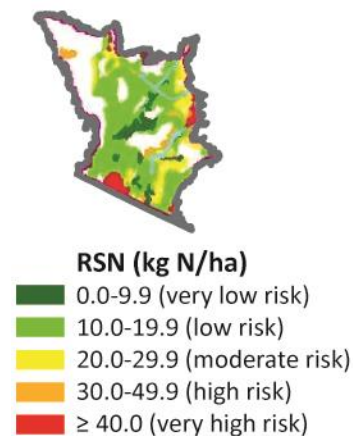 RSN (kg N/ha)
0.0-9.9 (very low risk)
10.0-19.9 (low risk)
20.0-29.9 (moderate risk)
30.0-49.9 (high risk)
≥ 40.0 (very high risk)